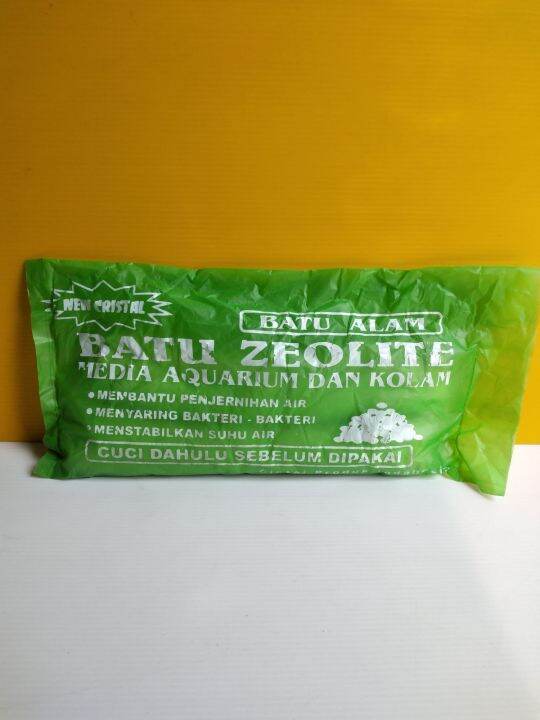 NEW CRISTAL
BATU ALAM
BATU ZEOLITE
MEDIA AQUARIUM DAN KOLAM
•MEMBANTU PENJERNIHAN AIR
•MENYARING BAKTERI - BAKTERI
•MENSTABILKAN SUHU AIR
CUCI DAHULU SEBELUM DIPAKAI